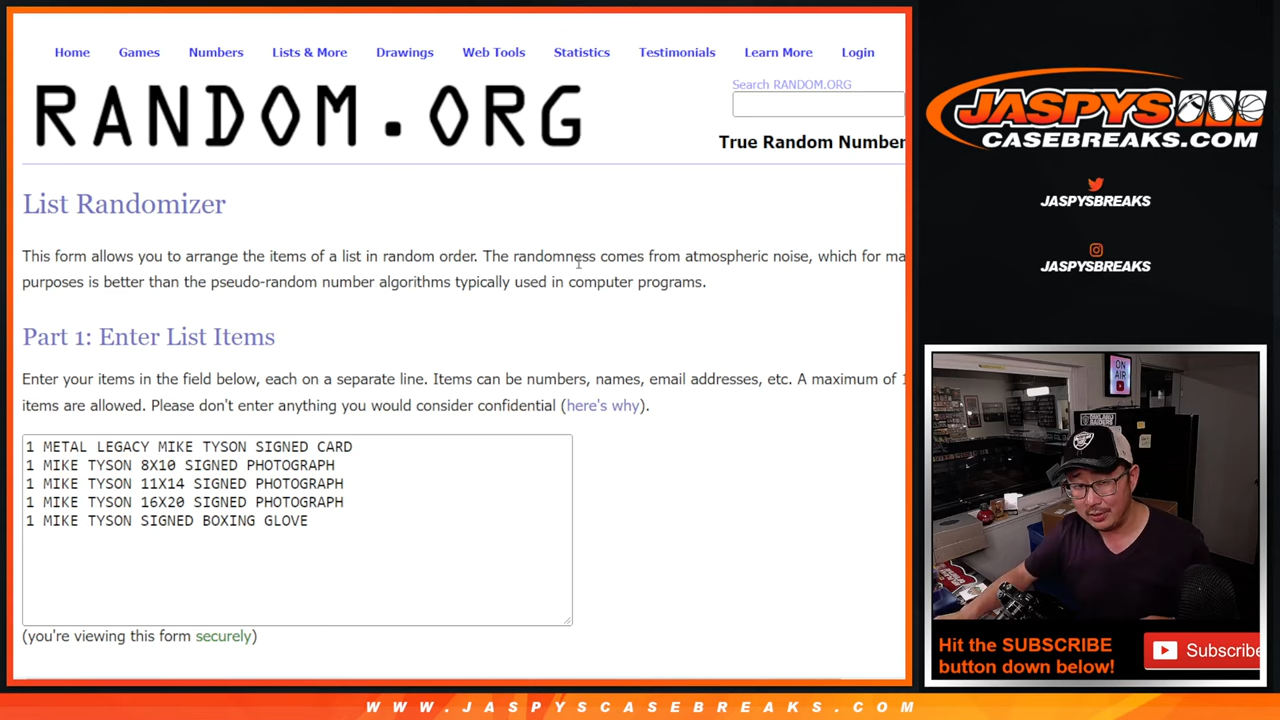 Home Games Numbers Lists & More Drawings Web Tools Statistics Testimonials Learn More Login
RANDOM.ORG
Search RANDOM.ORG
True Random Number
List Randomizer
This form allows you to arrange the items of a list in random order. The randomness comes from atmospheric noise, which for ma
purposes is better than the pseudo-random number algorithms typically used in computer programs.
Part 1: Enter List Items
Enter your items in the field below, each on a separate line. Items can be numbers, names, email addresses, etc. A maximum of 1
items are allowed. Please don't enter anything you would consider confidential (here's why).
1 METAL LEGACY MIKE TYSON SIGNED CARD
1 MIKE TYSON 8X10 SIGNED PHOTOGRAPH
1 MIKE TYSON 11X14 SIGNED PHOTOGRAPH
1 MIKE TYSON 16X20 SIGNED PHOTOGRAPH
1 MIKE TYSON SIGNED BOXING GLOVE
(you're viewing this form securely)
JASPYS
CASEBREAKS.COM
JASPYSBREAKS
JASPYSBREAKS
ON
AIR
Hit the SUBSCRIBE
button down below!
Subscribe
WWW.JASPYSCASEBREAKS.COM